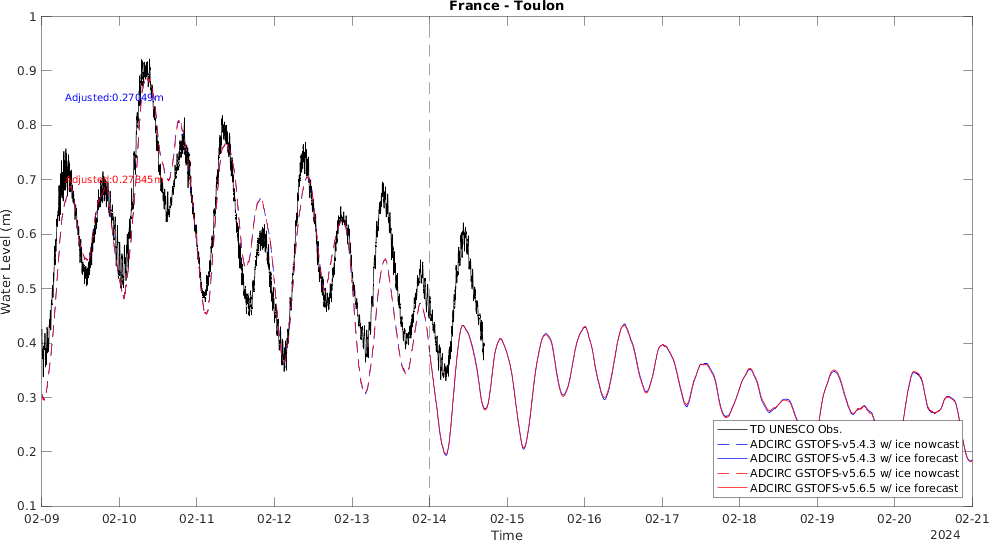 France - Toulon
Water Level (m)
1
0.9
0.8
0.7
0.6
0.5
0.4
0.3
0.2
0.1
Adjusted:0.27049m
Adjusted:0.27845m
TD UNESCO Obs.
ADCIRC GSTOFS-v5.4.3 w/ ice nowcast
ADCIRC GSTOFS-v5.4.3 w/ ice forecast
ADCIRC GSTOFS-v5.6.5 w/ ice nowcast
ADCIRC GSTOFS-v5.6.5 w/ ice forecast
02-09 02-10 02-11 02-12 02-13 02-14 02-15 02-16 02-17 02-18 02-19 02-20 02-21
Time
2024